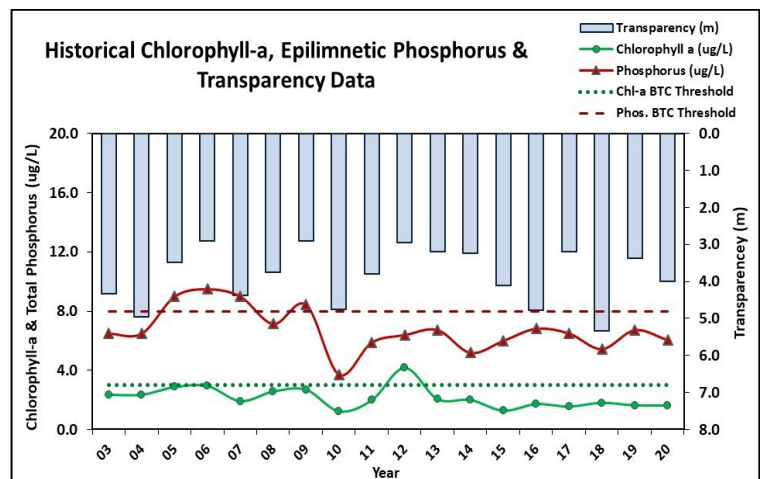 Historical Chlorophyll-a, Epilimnetic Phosphorus &
Transparency Data
Transparency (m)
Chlorophyll a (ug/L)
Phosphorus (ug/L)
Chl-a BTC Threshold
Phos. BTC Threshold
Chlorophyll-a & Total Phosphorus (ug/L)
20.0
16.0
12.0
8.0
4.0
0.0
0.0
1.0
2.0
3.0
4.0
5.0
6.0
7.0
8.0
Transparencey (m)
03 04 05 06 07 08 09 10 11 12 13 14 15 16 17 18 19 20
Year